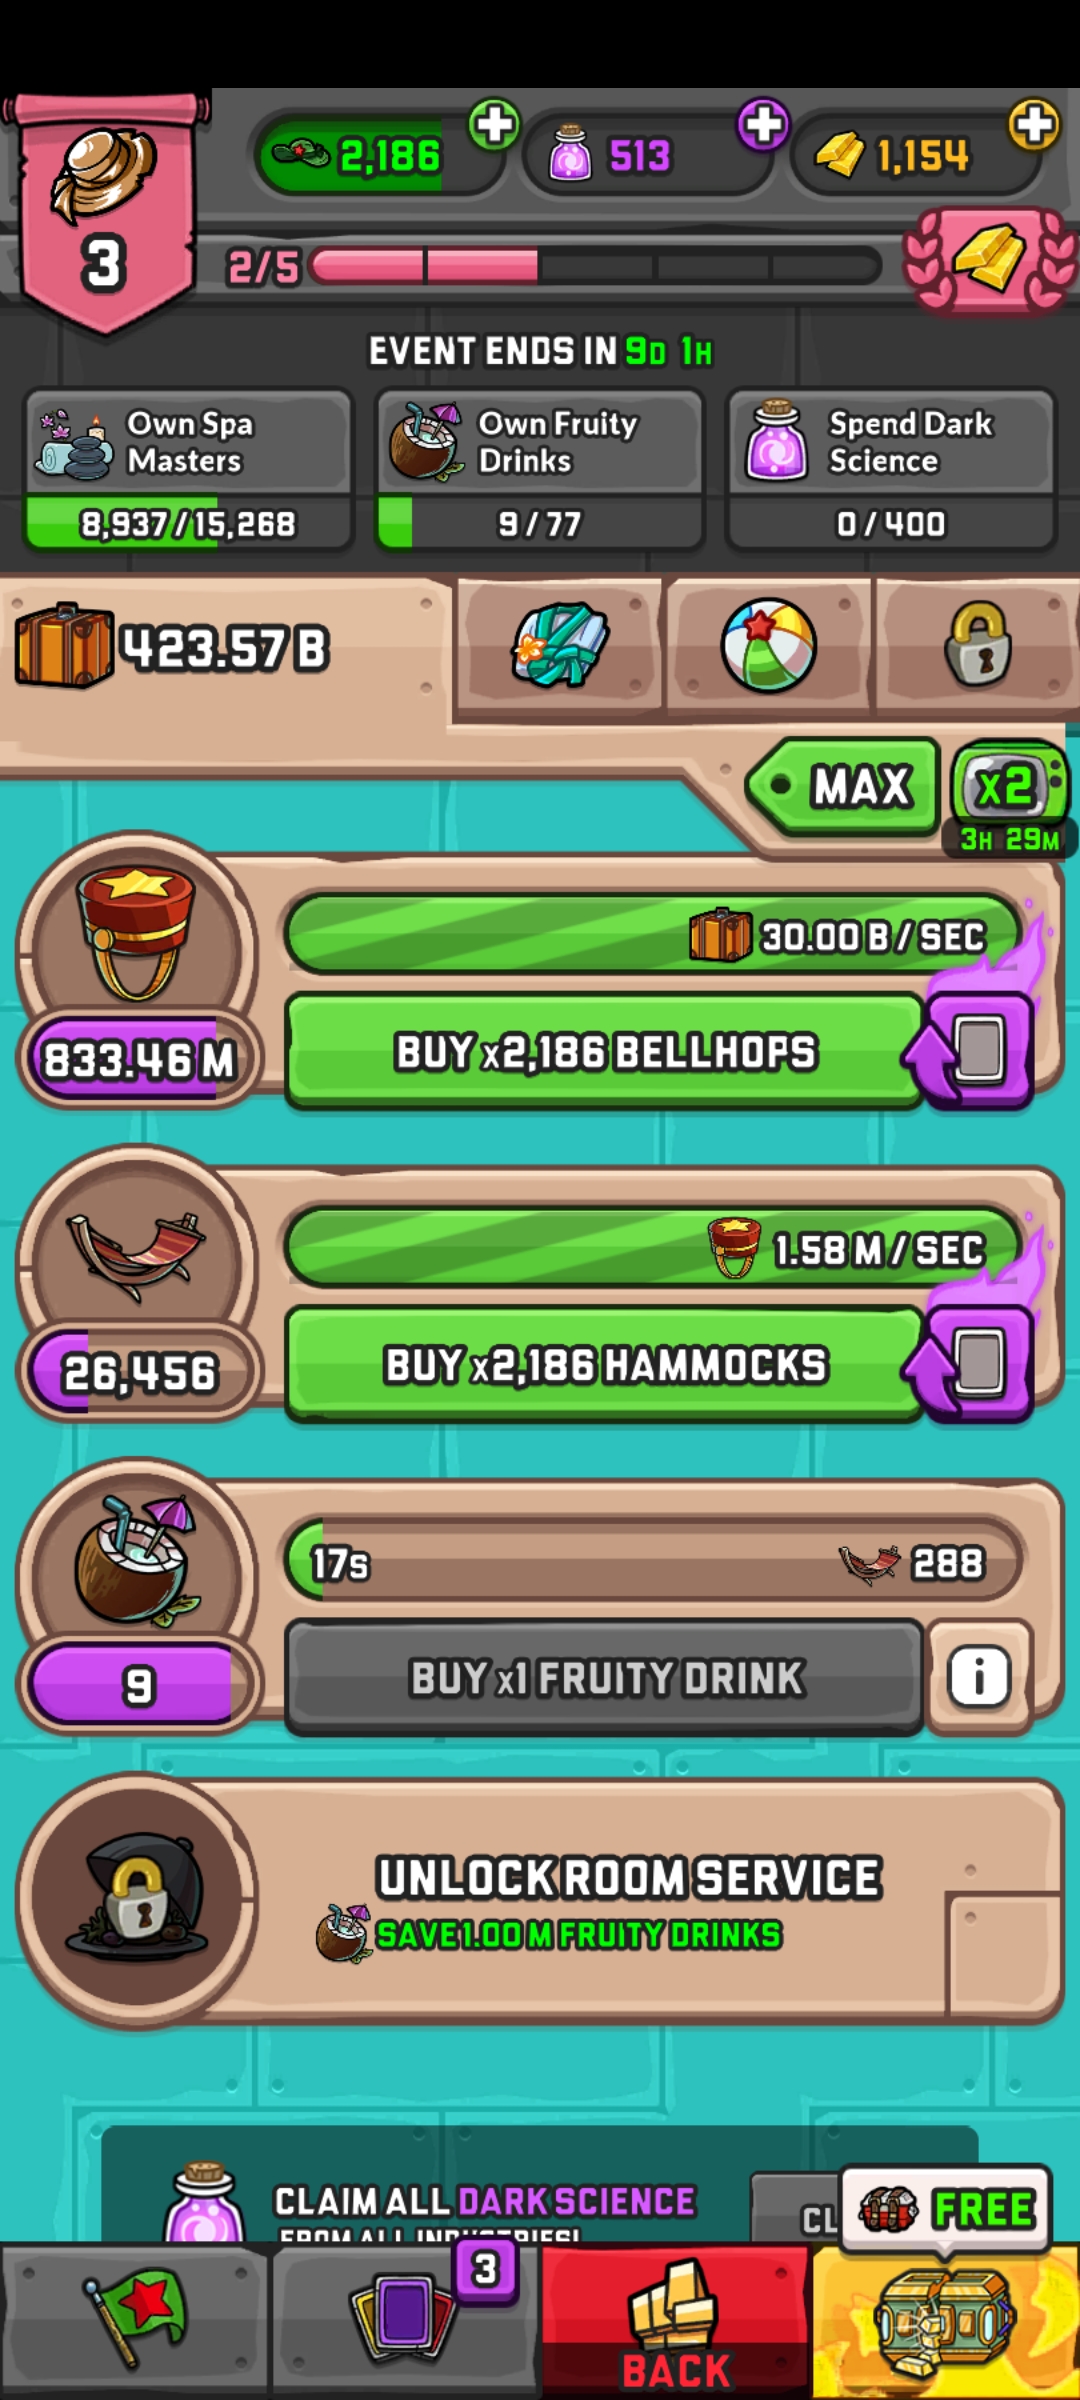 3
2,186
513
1,154
2/5
EVENT ENDS IN 9D 1H
Own Spa
Masters
8,937/15,268
Own Fruity
Drinks
9/77
Spend Dark
Science
0/400
423.57 B
MAX
x2
3H 29M
30.00 B / SEC
833.46 M
BUY x2,186 BELLHOPS
1.58 M / SEC
26,456
BUY x2,186 HAMMOCKS
17s
288
9
BUY x1 FRUITY DRINK
i
UNLOCK ROOM SERVICE
SAVE 1.00 M FRUITY DRINKS
CLAIM ALL DARK SCIENCE
FROM ALL INDUSTRIES!
CL
FREE
3
BACK